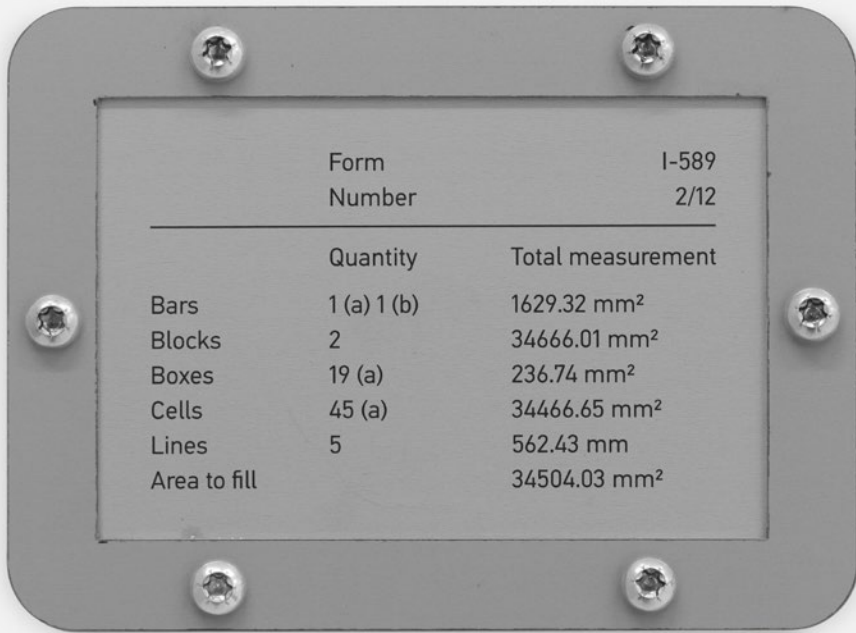 Form I-589
Number 2/12
Quantity Total measurement
Bars 1 (a) 1 (b) 1629.32 mm²
Blocks 2 34666.01 mm²
Boxes 19 (a) 236.74 mm²
Cells 45 (a) 34466.65 mm²
Lines 5 562.43 mm
Area to fill 34504.03 mm²